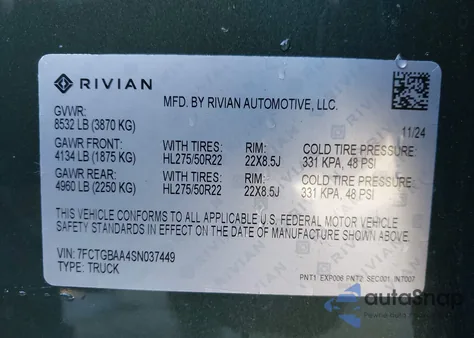 RIVIAN
MFD. BY RIVIAN AUTOMOTIVE, LLC.
GVWR:
8532 LB (3870 KG)
11/24
GAWR FRONT: WITH TIRES: RIM: COLD TIRE PRESSURE:
4134 LB (1875 KG) HL275/50R22 22X8.5J 331 KPA, 48 PSI
GAWR REAR: WITH TIRES: RIM: COLD TIRE PRESSURE:
4960 LB (2250 KG) HL275/50R22 22X8.5J 331 KPA, 48 PSI
THIS VEHICLE CONFORMS TO ALL APPLICABLE U.S. FEDERAL MOTOR VEHICLE
SAFETY STANDARDS IN EFFECT ON THE DATE OF MANUFACTURE SHOWN ABOVE.
VIN: 7FCTGBAA4SN037449
TYPE: TRUCK
PNT1: EXP006 PNT2: SEC001 INT007
autoSnap